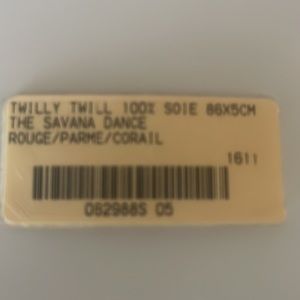 TWILLY TWILL 100% SOIE 86X5CM
THE SAVANA DANCE
ROUGE/PARME/CORAIL
1611
062988S 05